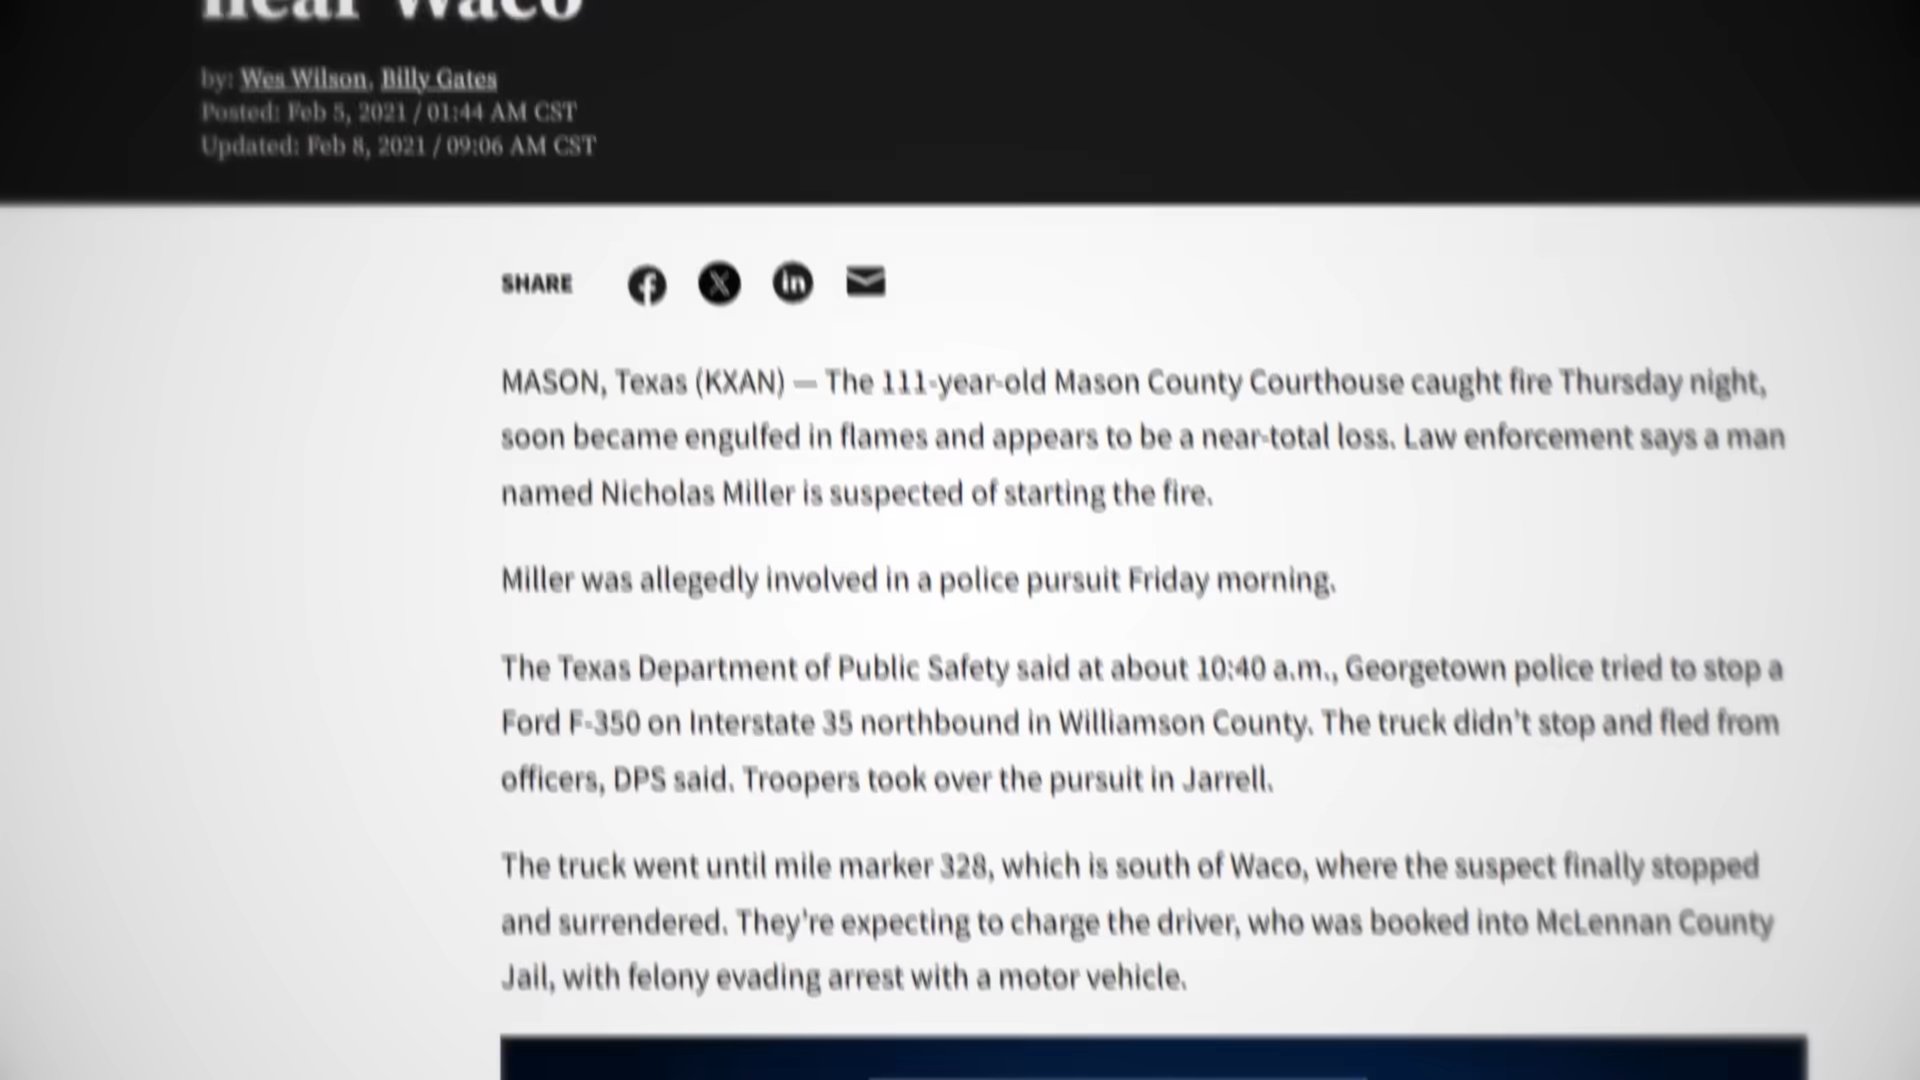 near Waco
by: Wes Wilson, Billy Gates
Posted: Feb 5, 2021 / 01:44 AM CST
Updated: Feb 8, 2021 / 09:06 AM CST
SHARE
MASON, Texas (KXAN) — The 111-year-old Mason County Courthouse caught fire Thursday night,
soon became engulfed in flames and appears to be a near-total loss. Law enforcement says a man
named Nicholas Miller is suspected of starting the fire.
Miller was allegedly involved in a police pursuit Friday morning.
The Texas Department of Public Safety said at about 10:40 a.m., Georgetown police tried to stop a
Ford F-350 on Interstate 35 northbound in Williamson County. The truck didn't stop and fled from
officers, DPS said. Troopers took over the pursuit in Jarrell.
The truck went until mile marker 328, which is south of Waco, where the suspect finally stopped
and surrendered. They're expecting to charge the driver, who was booked into McLennan County
Jail, with felony evading arrest with a motor vehicle.